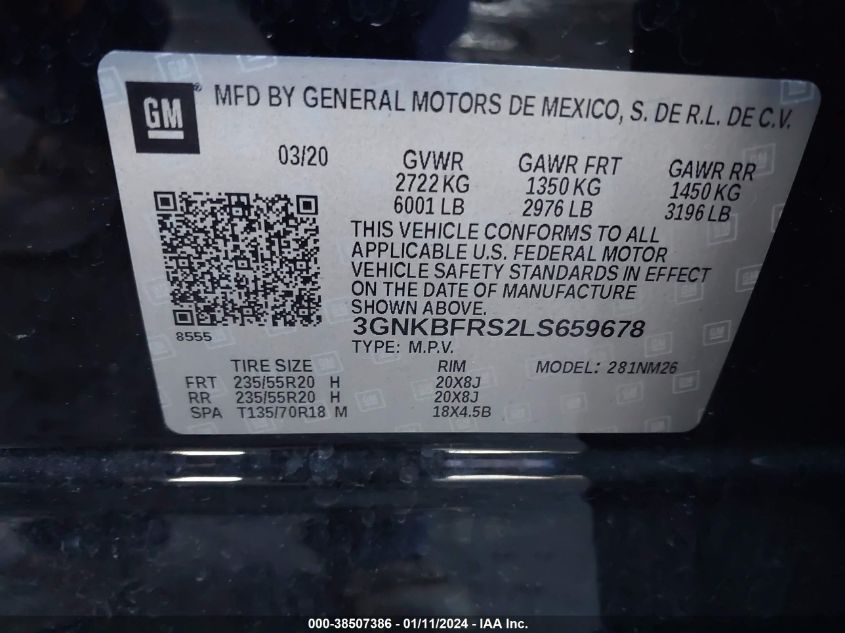 GM ® MFD BY GENERAL MOTORS DE MEXICO, S. DE R.L. DE C.V.
03/20 GVWR GAWR FRT GAWR RR
2722 KG 1350 KG 1450 KG
6001 LB 2976 LB 3196 LB
THIS VEHICLE CONFORMS TO ALL
APPLICABLE U.S. FEDERAL MOTOR
VEHICLE SAFETY STANDARDS IN EFFECT
ON THE DATE OF MANUFACTURE
SHOWN ABOVE.
3GNKBFRS2LS659678
8555
TYPE: M.P.V.
TIRE SIZE RIM MODEL: 281NM26
FRT 235/55R20 H 20X8J
RR 235/55R20 H 20X8J
SPA T135/70R18 M 18X4.5B
000-38507386 - 01/11/2024 - IAA Inc.